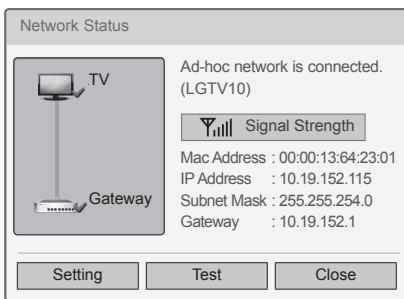 Network Status
TV
Gateway
Ad-hoc network is connected.
(LGTV10)
Signal Strength
Mac Address : 00:00:13:64:23:01
IP Address : 10.19.152.115
Subnet Mask : 255.255.254.0
Gateway : 10.19.152.1
Setting
Test
Close